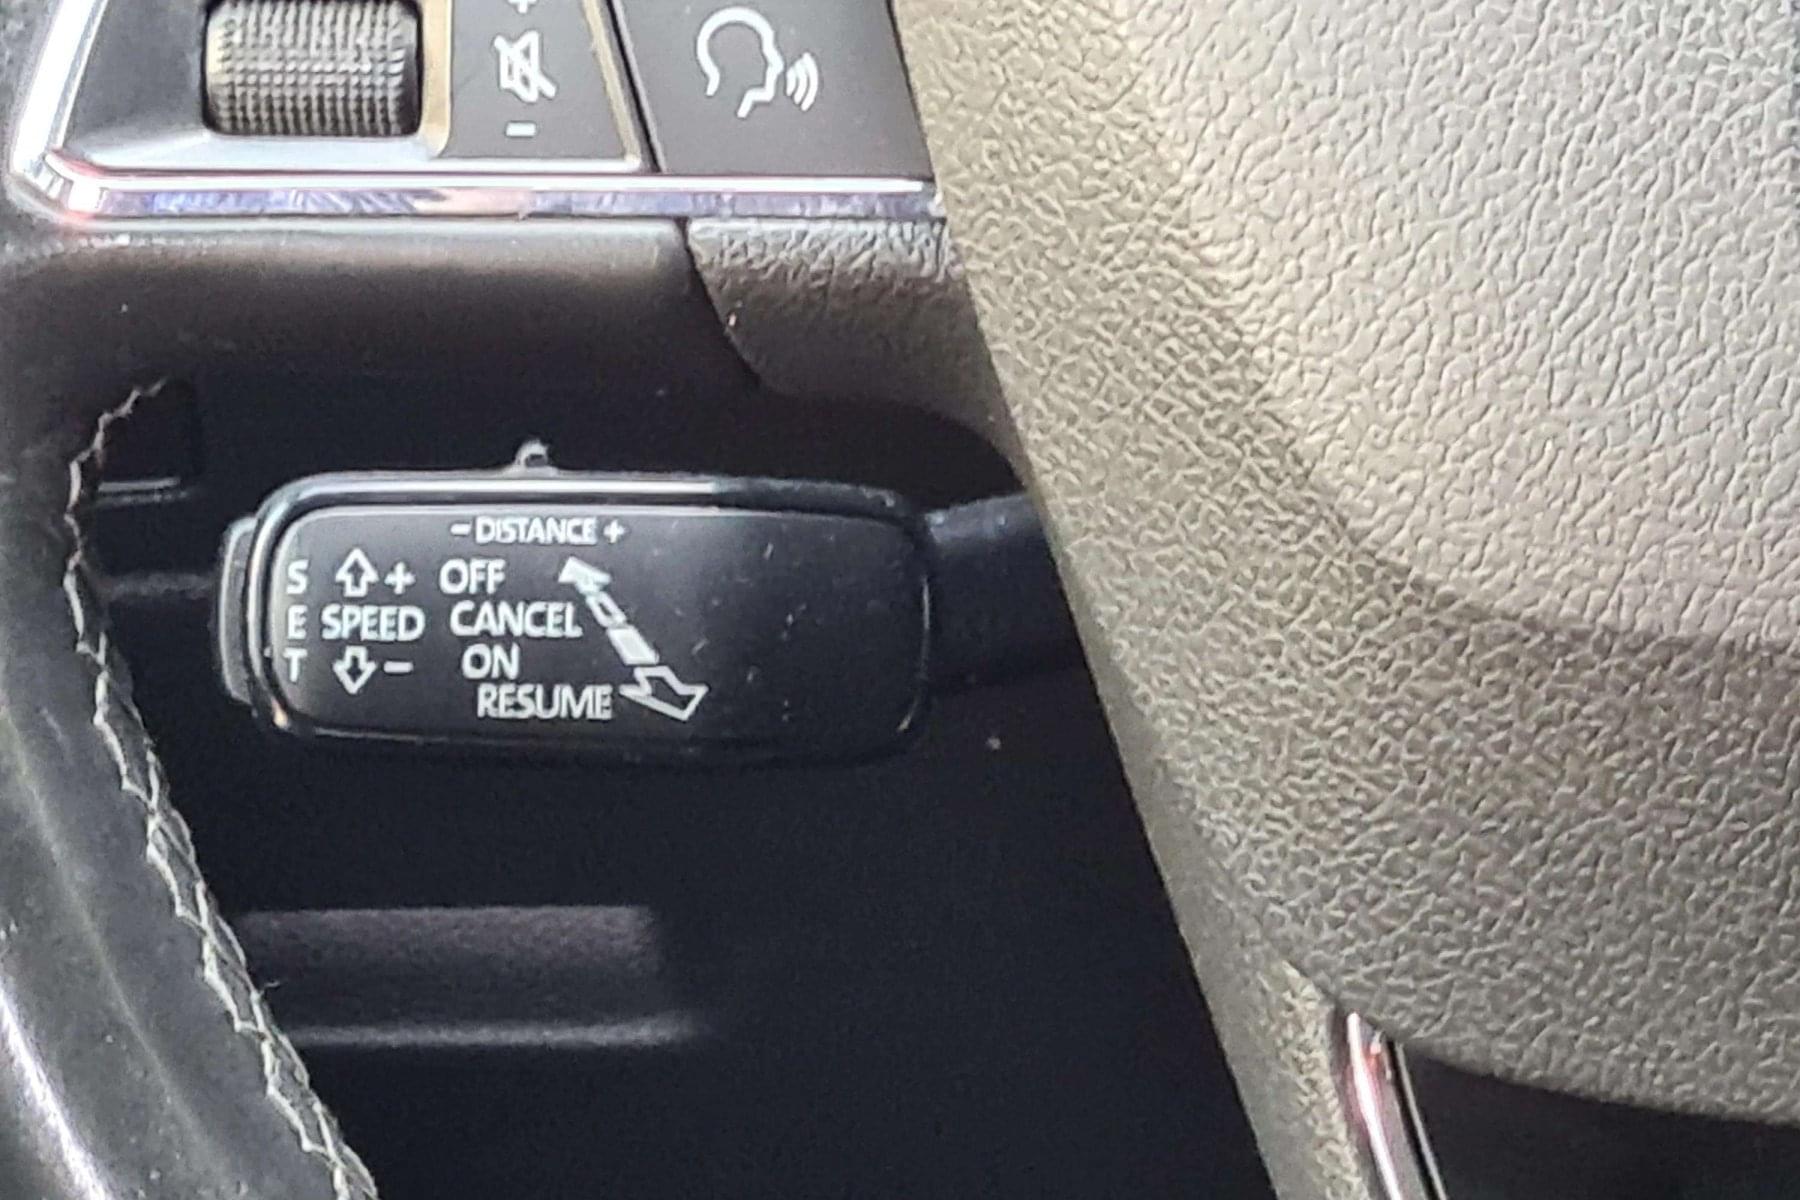 - DISTANCE +
S + OFF
E SPEED CANCEL
T - ON
RESUME